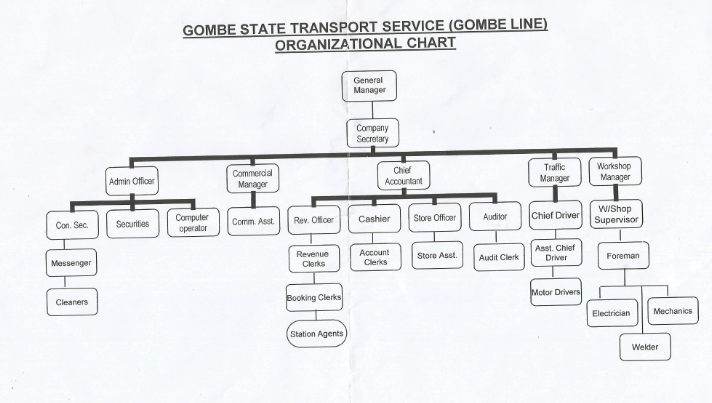 GOMBE STATE TRANSPORT SERVICE (GOMBE LINE)
ORGANIZATIONAL CHART
General
Manager
Company
Secretary
Admin Officer
Commercial
Manager
Chief
Accountant
Traffic
Manager
Workshop
Manager
Con. Sec.
Securities
Computer
operator
Comm. Asst.
Rev. Officer
Cashier
Store Officer
Auditor
Chief Driver
W/Shop
Supervisor
Messenger
Revenue
Clerks
Account
Clerks
Store Asst.
Audit Clerk
Asst. Chief
Driver
Foreman
Cleaners
Booking Clerks
Motor Drivers
Electrician
Mechanics
Station Agents
Welder